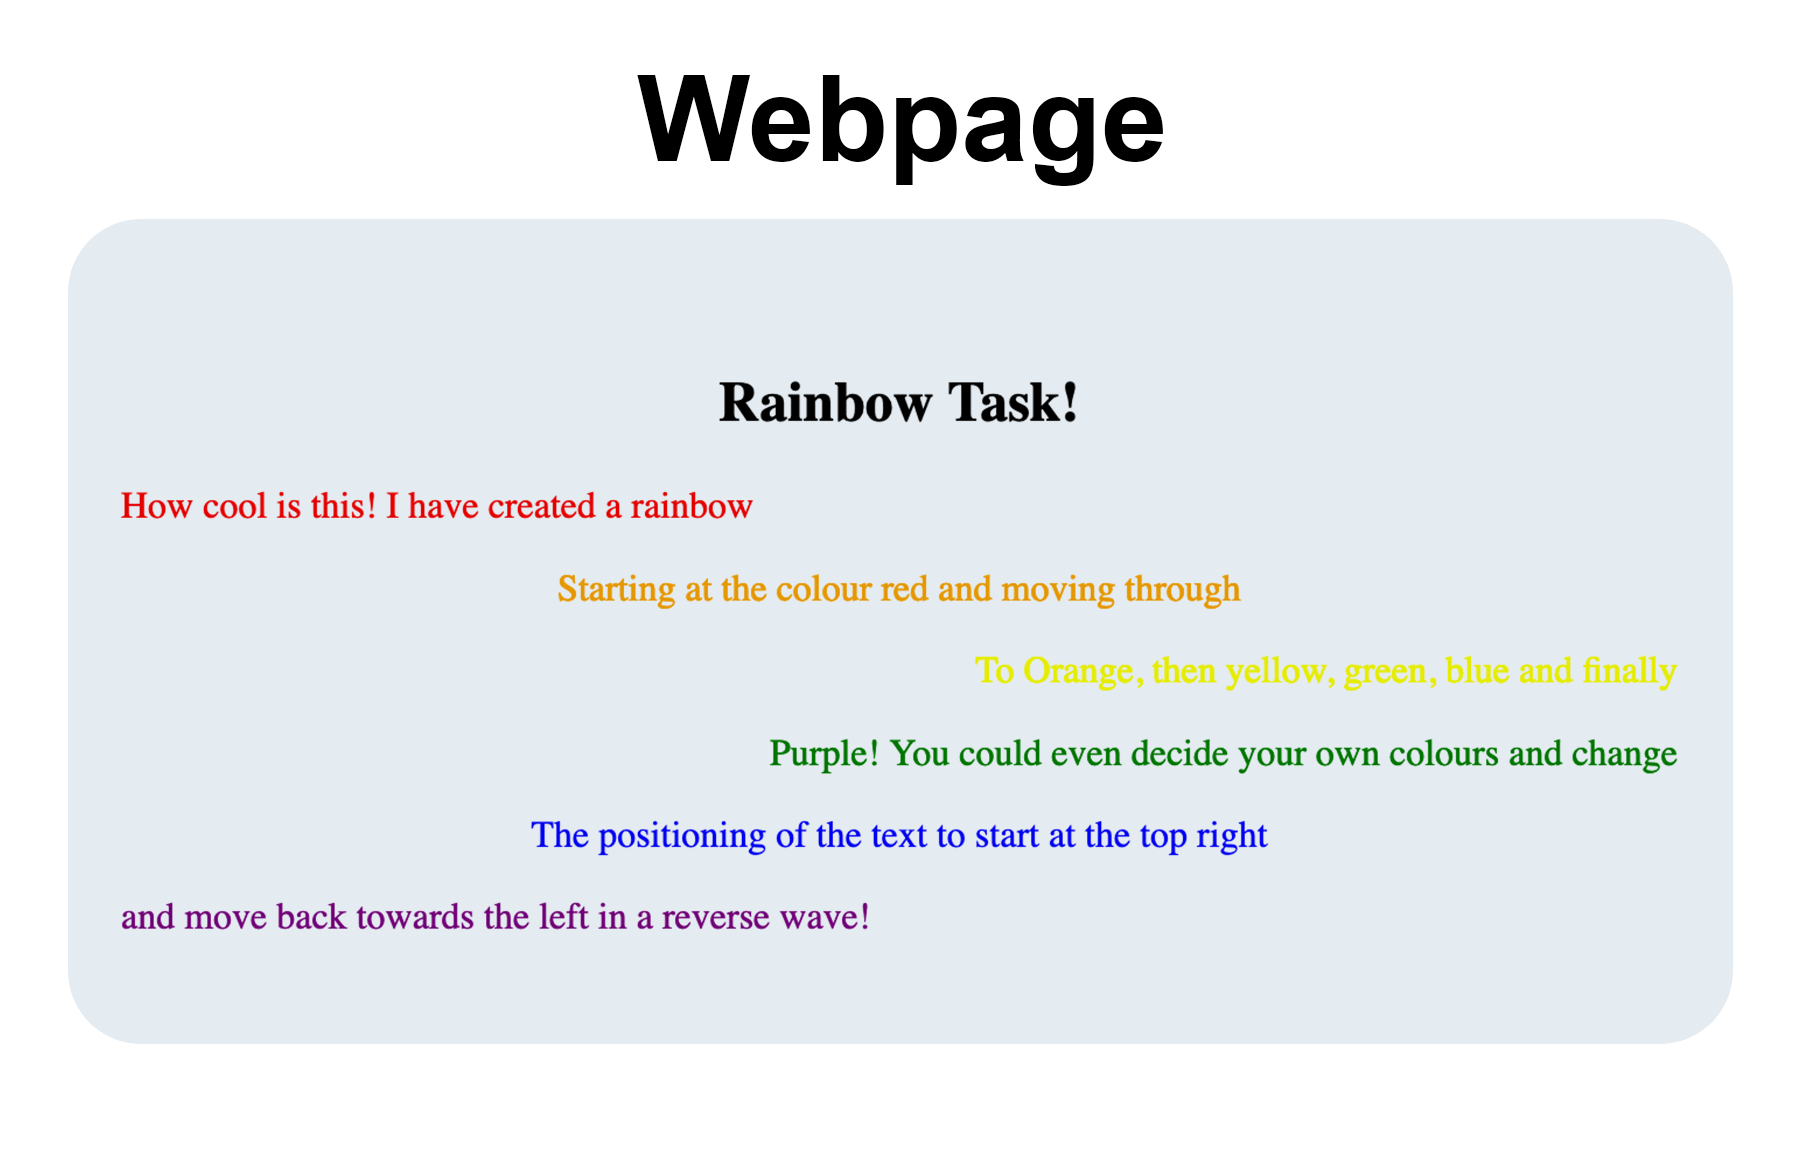 Webpage
Rainbow Task!
How cool is this! I have created a rainbow
Starting at the colour red and moving through
To Orange, then yellow, green, blue and finally
Purple! You could even decide your own colours and change
The positioning of the text to start at the top right
and move back towards the left in a reverse wave!